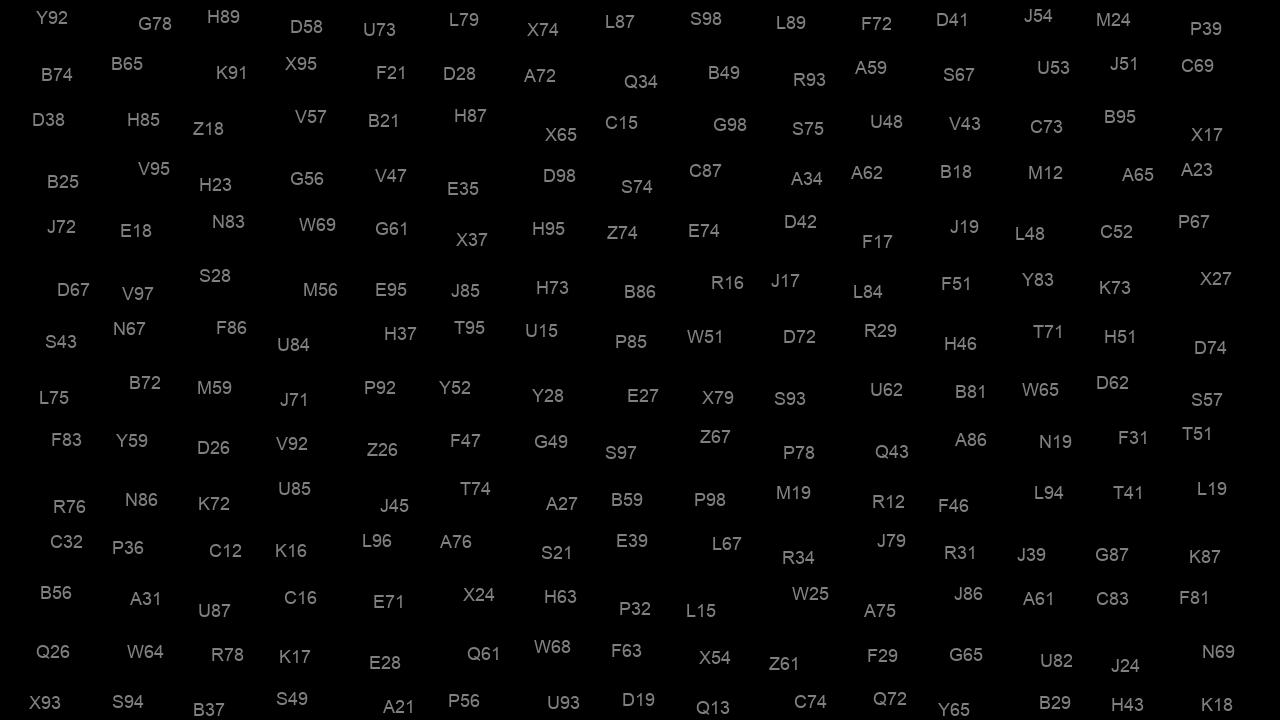 Y92 G78 H89 D58 U73 L79 X74 L87 S98 L89 F72 D41 J54 M24 P39
B74 B65 K91 X95 F21 D28 A72 Q34 B49 R93 A59 S67 U53 J51 C69
D38 H85 Z18 V57 B21 H87 X65 C15 G98 S75 U48 V43 C73 B95 X17
B25 V95 H23 G56 V47 E35 D98 S74 C87 A34 A62 B18 M12 A65 A23
J72 E18 N83 W69 G61 X37 H95 Z74 E74 D42 F17 J19 L48 C52 P67
D67 V97 S28 M56 E95 J85 H73 B86 R16 J17 L84 F51 Y83 K73 X27
S43 N67 F86 U84 H37 T95 U15 P85 W51 D72 R29 H46 T71 H51 D74
L75 B72 M59 J71 P92 Y52 Y28 E27 X79 S93 U62 B81 W65 D62 S57
F83 Y59 D26 V92 Z26 F47 G49 S97 Z67 P78 Q43 A86 N19 F31 T51
R76 N86 K72 U85 J45 T74 A27 B59 P98 M19 R12 F46 L94 T41 L19
C32 P36 C12 K16 L96 A76 S21 E39 L67 R34 J79 R31 J39 G87 K87
B56 A31 U87 C16 E71 X24 H63 P32 L15 W25 A75 J86 A61 C83 F81
Q26 W64 R78 K17 E28 Q61 W68 F63 X54 Z61 F29 G65 U82 J24 N69
X93 S94 B37 S49 A21 P56 U93 D19 Q13 C74 Q72 Y65 B29 H43 K18